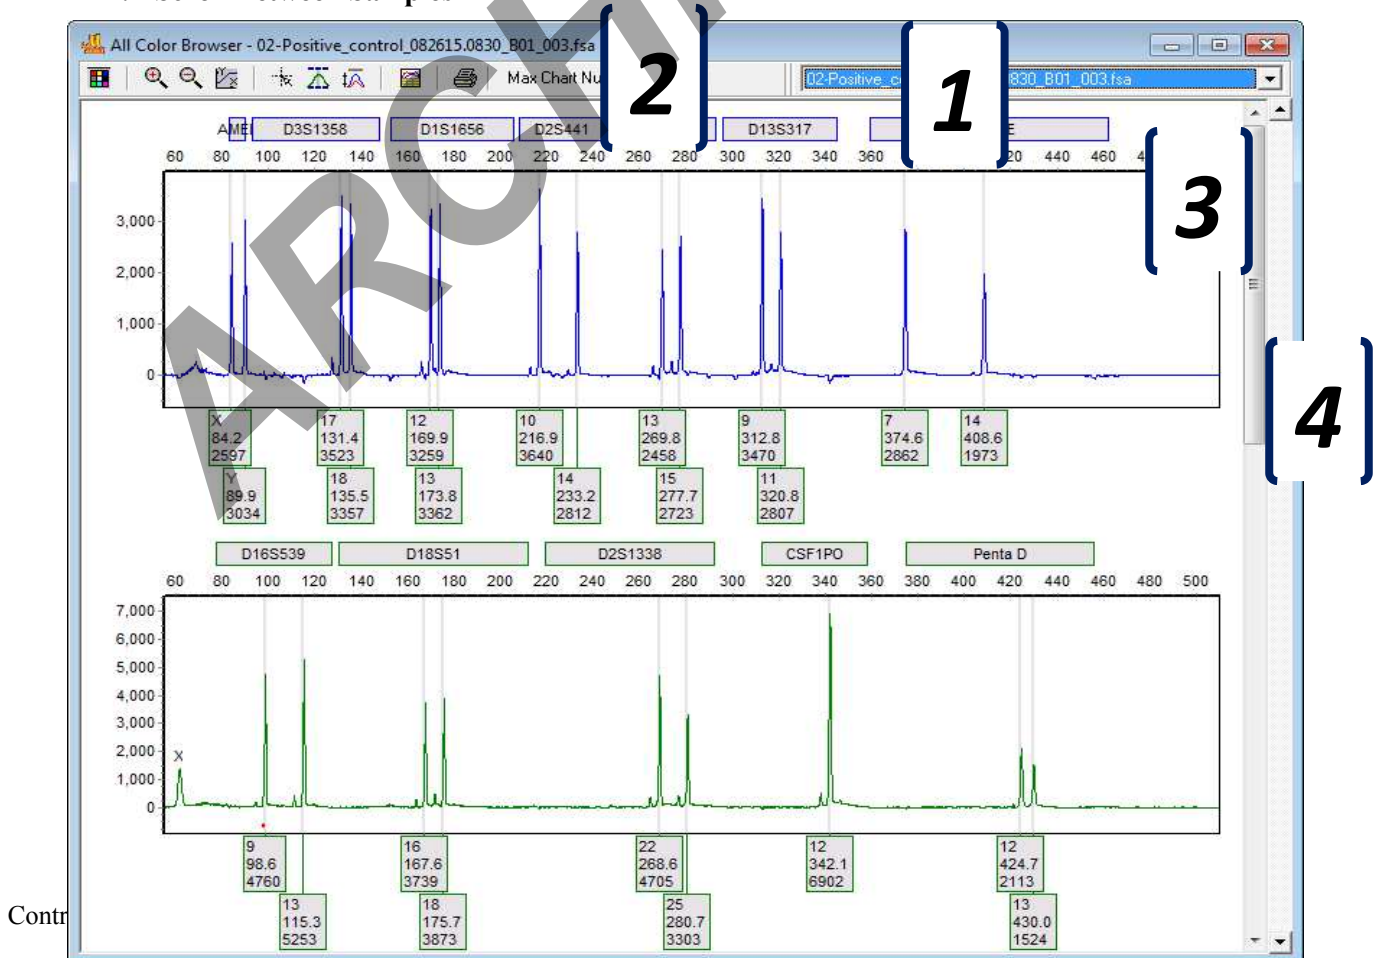 All Color Browser - 02-Positive_control_082615.0830_B01_003.fsa
Max Chart Nu
02-Positive_c 830_B01_003.fsa
2
1
3
4
ARCH
AMEL D3S1358 D1S1656 D2S441 D13S317 E
60 80 100 120 140 160 180 200 220 240 260 280 300 320 340 360 420 440 460 4
3,000
2,000
1,000
0
X 17 12 10 13 9 7 14
84.2 131.4 169.9 216.9 269.8 312.8 374.6 408.6
2597 3523 3259 3640 2458 3470 2862 1973
Y 18 13 14 15 11
89.9 135.5 173.8 233.2 277.7 320.8
3034 3357 3362 2812 2723 2807
D16S539 D18S51 D2S1338 CSF1PO Penta D
60 80 100 120 140 160 180 200 220 240 260 280 300 320 340 360 380 400 420 440 460 480 500
7,000
6,000
5,000
4,000
3,000
2,000
1,000
0
X
9 16 22 12 12
98.6 167.6 268.6 342.1 424.7
4760 3739 4705 6902 2113
13 18 25 13
115.3 175.7 280.7 430.0
5253 3873 3303 1524
Contr